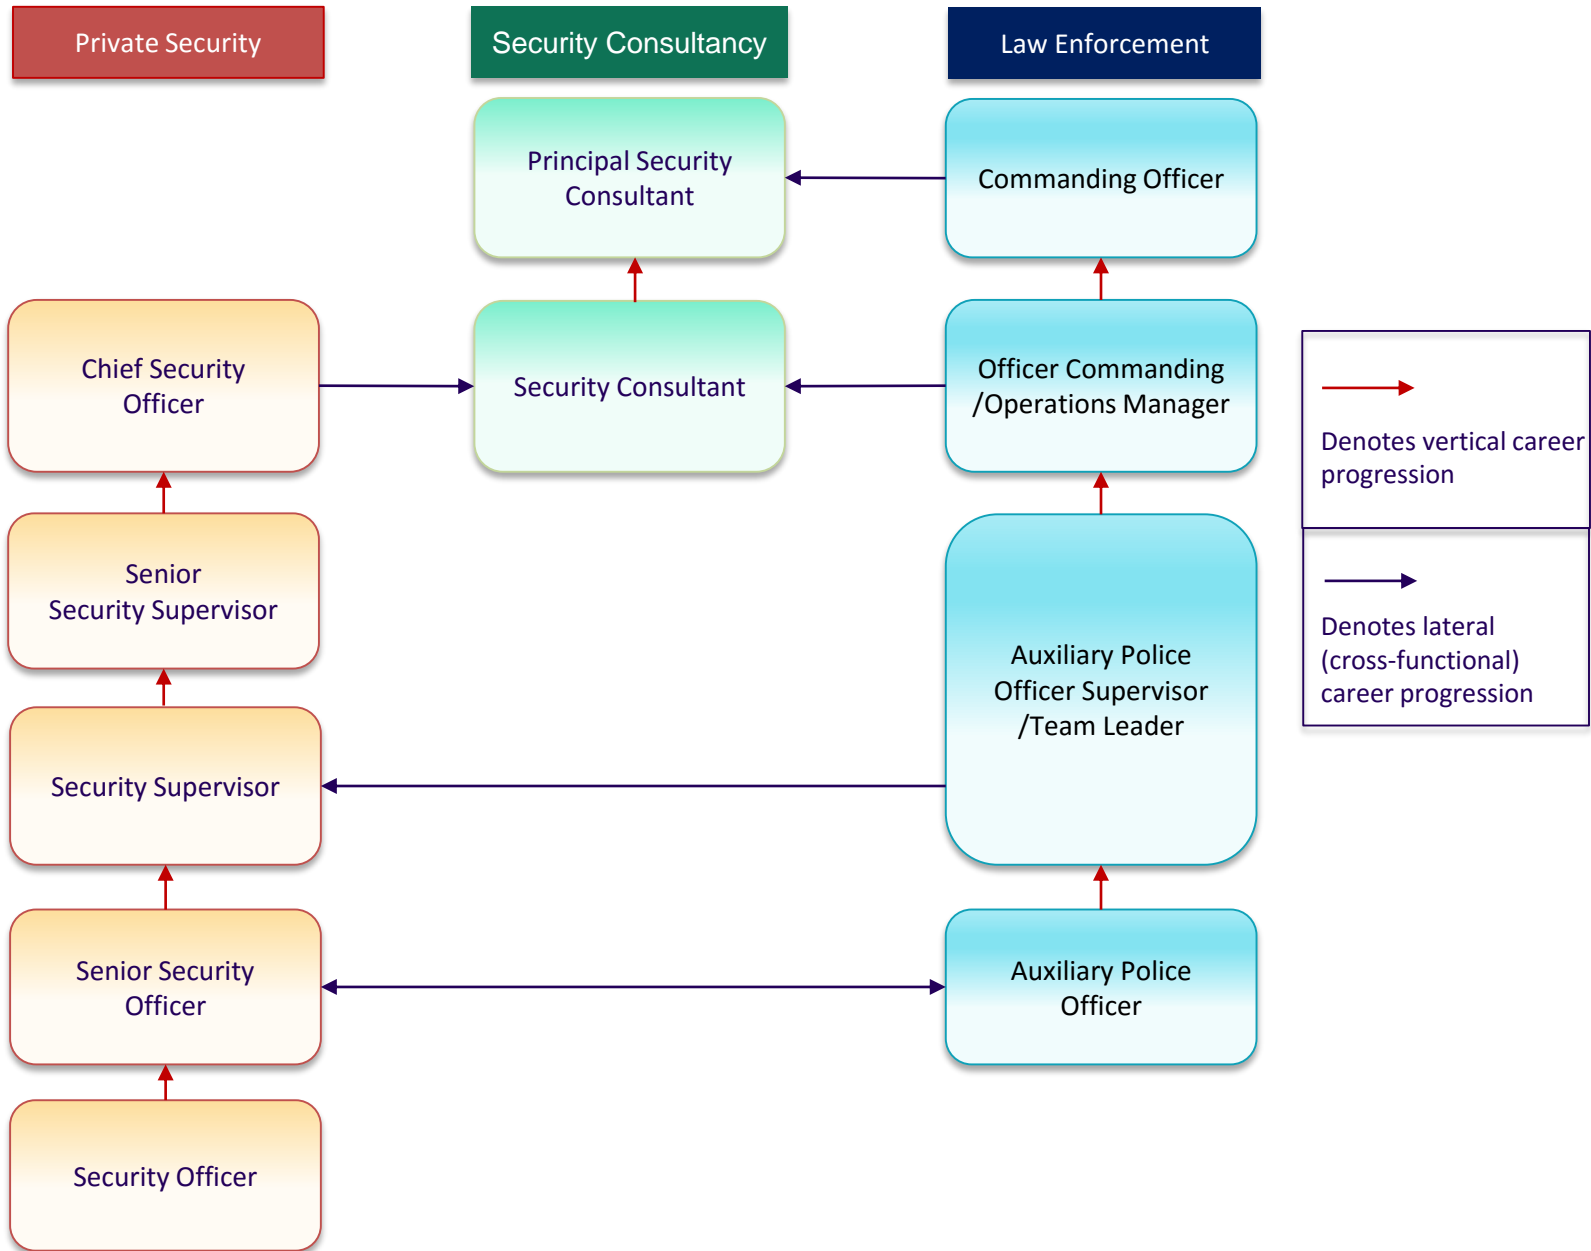 Private Security
Security Consultancy
Law Enforcement
Principal Security
Consultant
Commanding Officer
Chief Security
Officer
Security Consultant
Officer Commanding
/Operations Manager
Denotes vertical career
progression
Senior
Security Supervisor
Auxiliary Police
Officer Supervisor
/Team Leader
Denotes lateral
(cross-functional)
career progression
Security Supervisor
Senior Security
Officer
Auxiliary Police
Officer
Security Officer